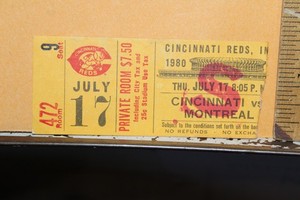 9
Seat
472
Room
REDS
JULY
17
PRIVATE ROOM $7.50
Including City Tax and
25¢ Stadium Use Tax
CINCINNATI REDS, IN
1980
THU. JULY 17 8:05 P.M
CINCINNATI vs
MONTREAL
Subject to the conditions set forth on the back
NO REFUNDS NO EXCHA